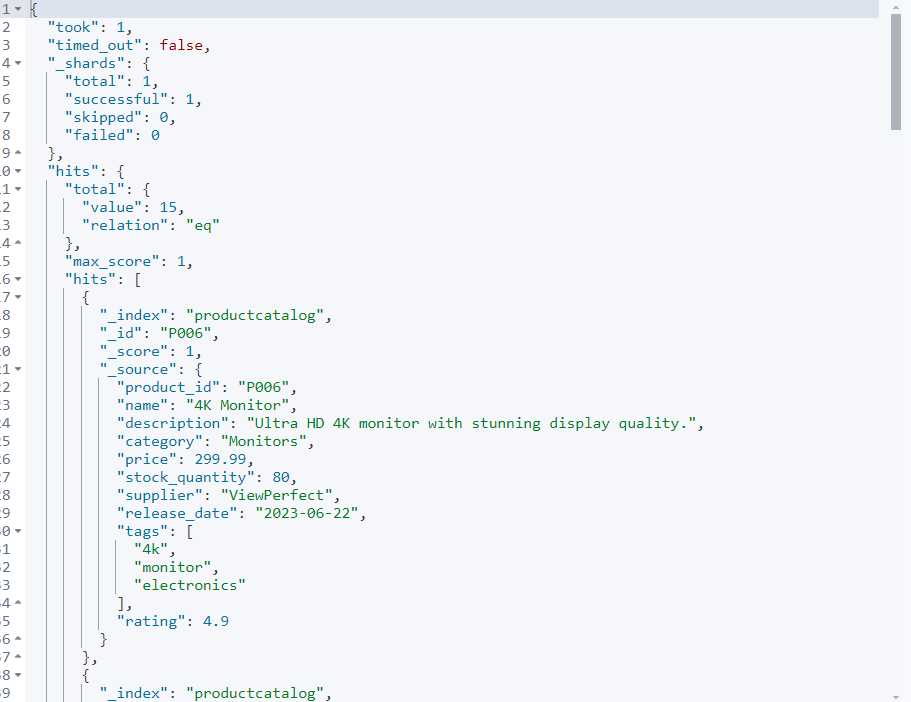 1 {
2 "took": 1,
3 "timed_out": false,
4 "_shards": {
5 "total": 1,
6 "successful": 1,
7 "skipped": 0,
8 "failed": 0
9 },
0 "hits": {
1 "total": {
2 "value": 15,
3 "relation": "eq"
4 },
5 "max_score": 1,
6 "hits": [
7 {
8 "_index": "productcatalog",
9 "_id": "P006",
0 "_score": 1,
1 "_source": {
2 "product_id": "P006",
3 "name": "4K Monitor",
4 "description": "Ultra HD 4K monitor with stunning display quality.",
5 "category": "Monitors",
6 "price": 299.99,
7 "stock_quantity": 80,
8 "supplier": "ViewPerfect",
9 "release_date": "2023-06-22",
0 "tags": [
1 "4k",
2 "monitor",
3 "electronics"
4 ],
5 "rating": 4.9
6 }
7 },
8 {
9 "_index": "productcatalog",